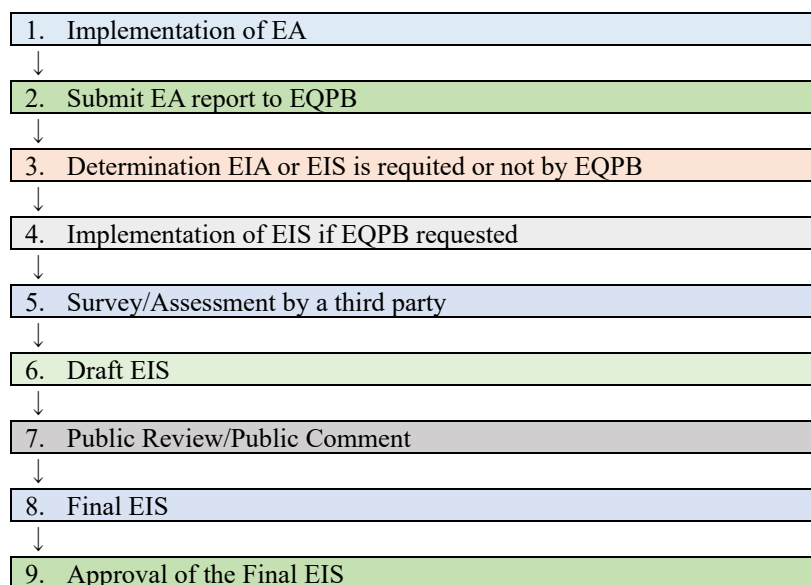 1. Implementation of EA
↓
2. Submit EA report to EQPB
↓
3. Determination EIA or EIS is requited or not by EQPB
↓
4. Implementation of EIS if EQPB requested
↓
5. Survey/Assessment by a third party
↓
6. Draft EIS
↓
7. Public Review/Public Comment
↓
8. Final EIS
↓
9. Approval of the Final EIS